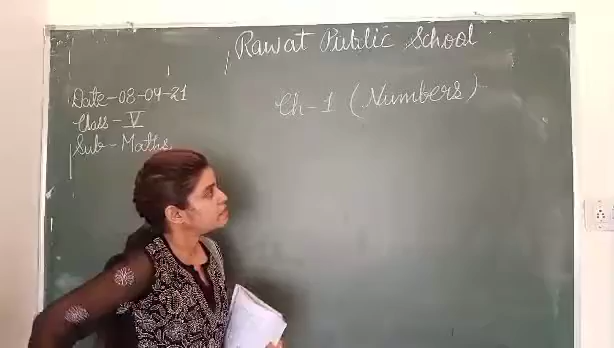 Rawat Public School
Date-08-04-21
Class-V
Sub-Maths
Ch-1 (Numbers)